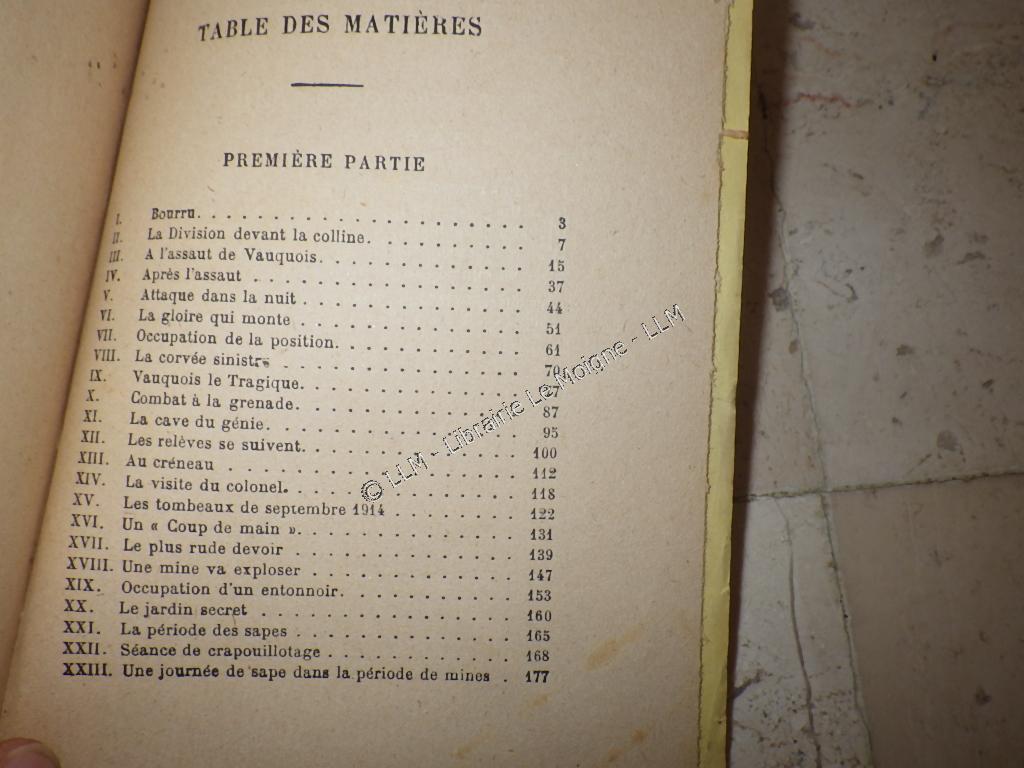 TABLE DES MATIÈRES
PREMIÈRE PARTIE
I. Bourru. . . . . . . . . . . . . . . . . . . 3
II. La Division devant la colline. . . . . . . . . 7
III. A l'assaut de Vauquois. . . . . . . . . . . . 15
IV. Après l'assaut . . . . . . . . . . . . . . . 37
V. Attaque dans la nuit . . . . . . . . . . . . . 44
VI. La gloire qui monte . . . . . . . . . . . . . 51
VII. Occupation de la position. . . . . . . . . . . 61
VIII. La corvée sinistre . . . . . . . . . . . . . 70
IX. Vauquois le Tragique. . . . . . . . . . . . .
X. Combat à la grenade. . . . . . . . . . . . . 87
XI. La cave du génie. . . . . . . . . . . . . . 95
XII. Les relèves se suivent. . . . . . . . . . . . 100
XIII. Au créneau . . . . . . . . . . . . . . . . 112
XIV. La visite du colonel. . . . . . . . . . . . . 118
XV. Les tombeaux de septembre 1914 . . . . . . . . 122
XVI. Un « Coup de main ». . . . . . . . . . . . . 131
XVII. Le plus rude devoir . . . . . . . . . . . . 139
XVIII. Une mine va exploser . . . . . . . . . . . 147
XIX. Occupation d'un entonnoir. . . . . . . . . . 153
XX. Le jardin secret . . . . . . . . . . . . . . 160
XXI. La période des sapes . . . . . . . . . . . . 165
XXII. Séance de crapouillotage . . . . . . . . . . 168
XXIII. Une journée de sape dans la période de mines . 177
© LLM - Librairie Le Moigne - LLM